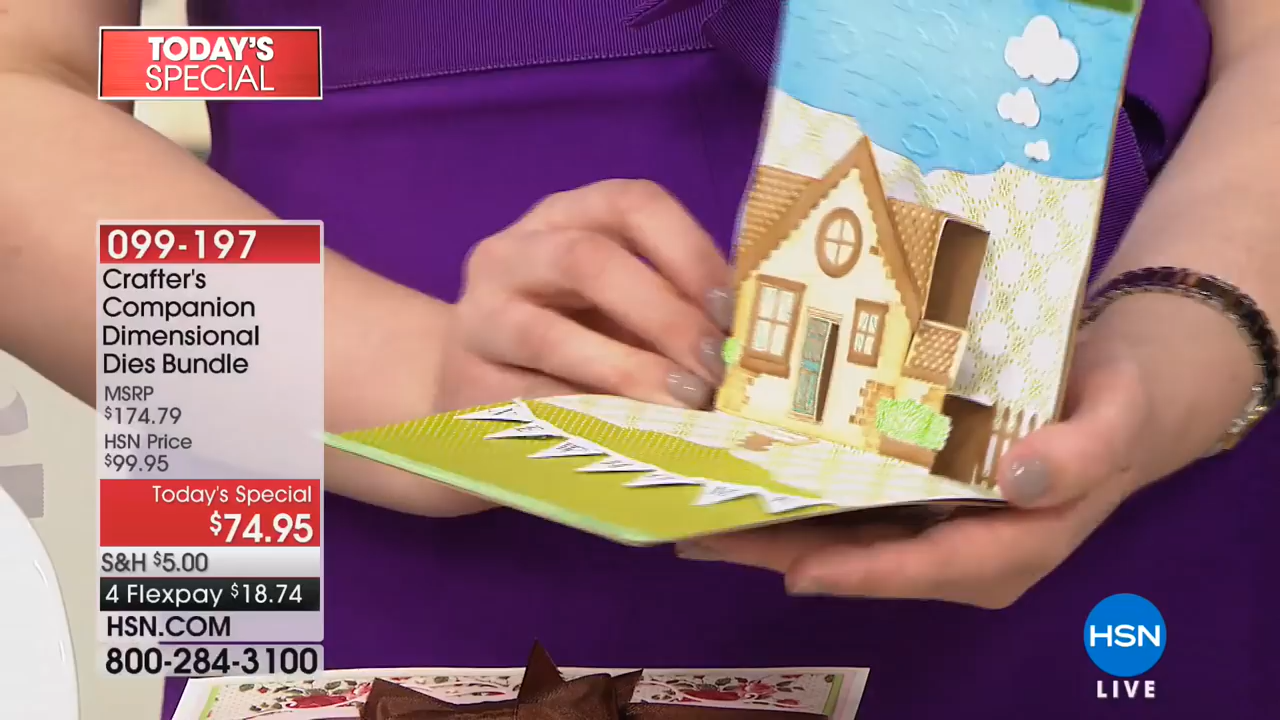 TODAY'S
SPECIAL
099-197
Crafter's
Companion
Dimensional
Dies Bundle
MSRP
$174.79
HSN Price
$99.95
Today's Special
$74.95
S&H $5.00
4 Flexpay $18.74
HSN.COM
800-284-3100
HSN
LIVE